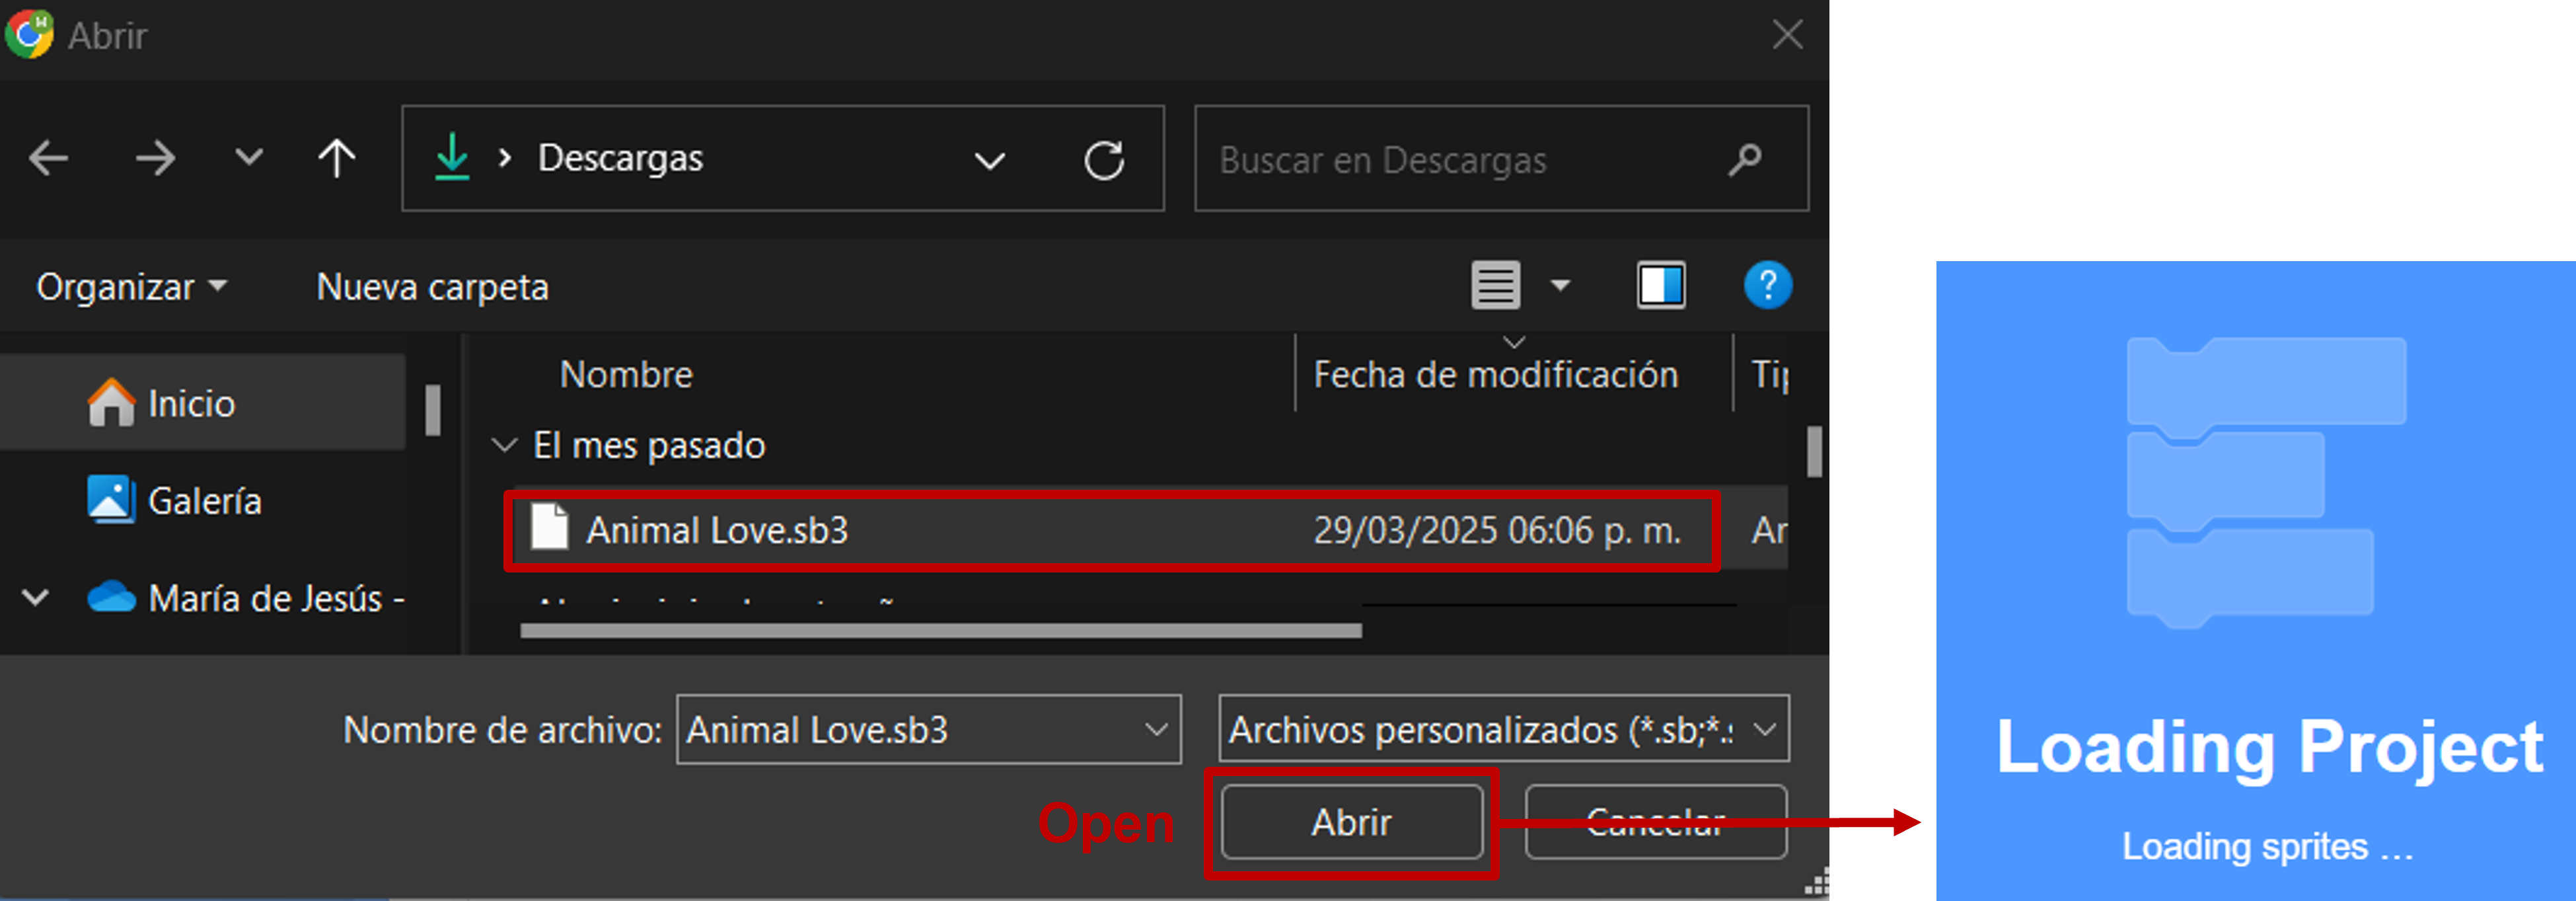 Abrir
Descargas
Buscar en Descargas
Organizar
Nueva carpeta
Nombre
Fecha de modificación
Inicio
El mes pasado
Galería
Animal Love.sb3
29/03/2025 06:06 p. m.
María de Jesús -
Nombre de archivo:
Animal Love.sb3
Archivos personalizados (*.sb;*.
Open
Abrir
Cancelar
Loading Project
Loading sprites …